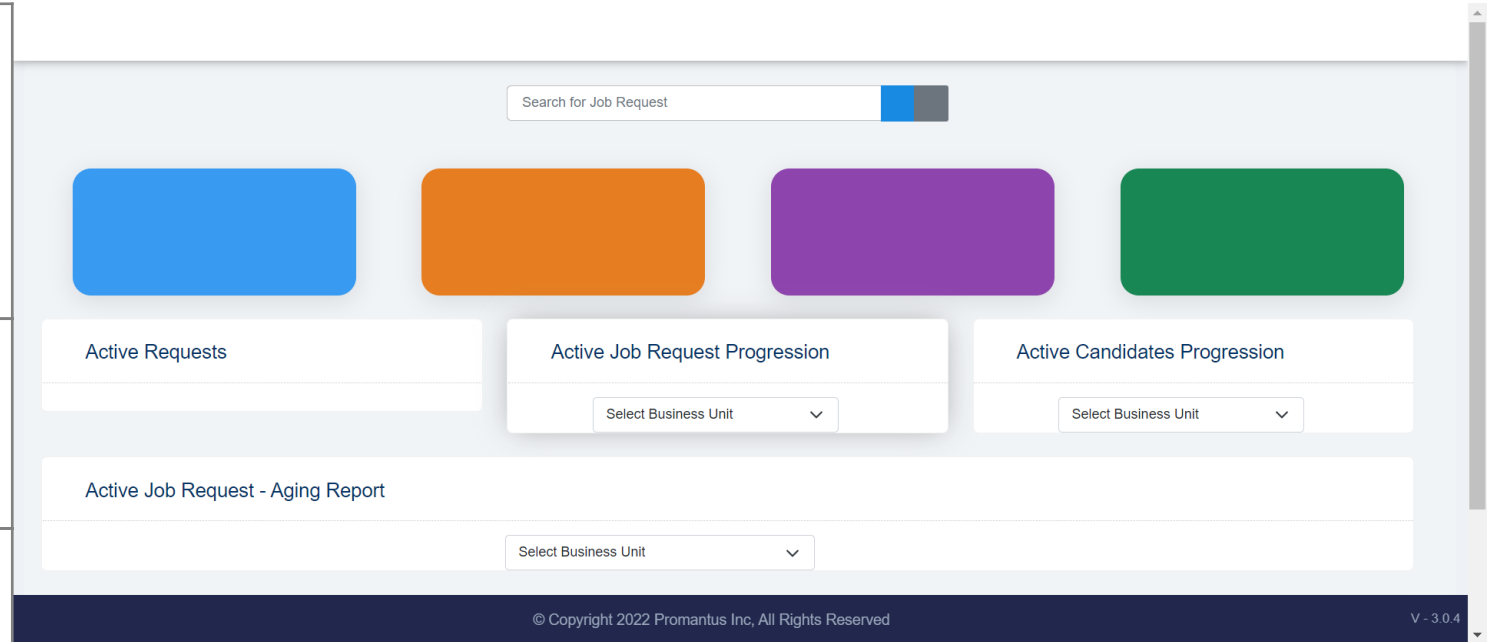 Search for Job Request
Active Requests
Active Job Request Progression
Select Business Unit
Active Candidates Progression
Select Business Unit
Active Job Request - Aging Report
Select Business Unit
© Copyright 2022 Promantus Inc, All Rights Reserved
V - 3.0.4